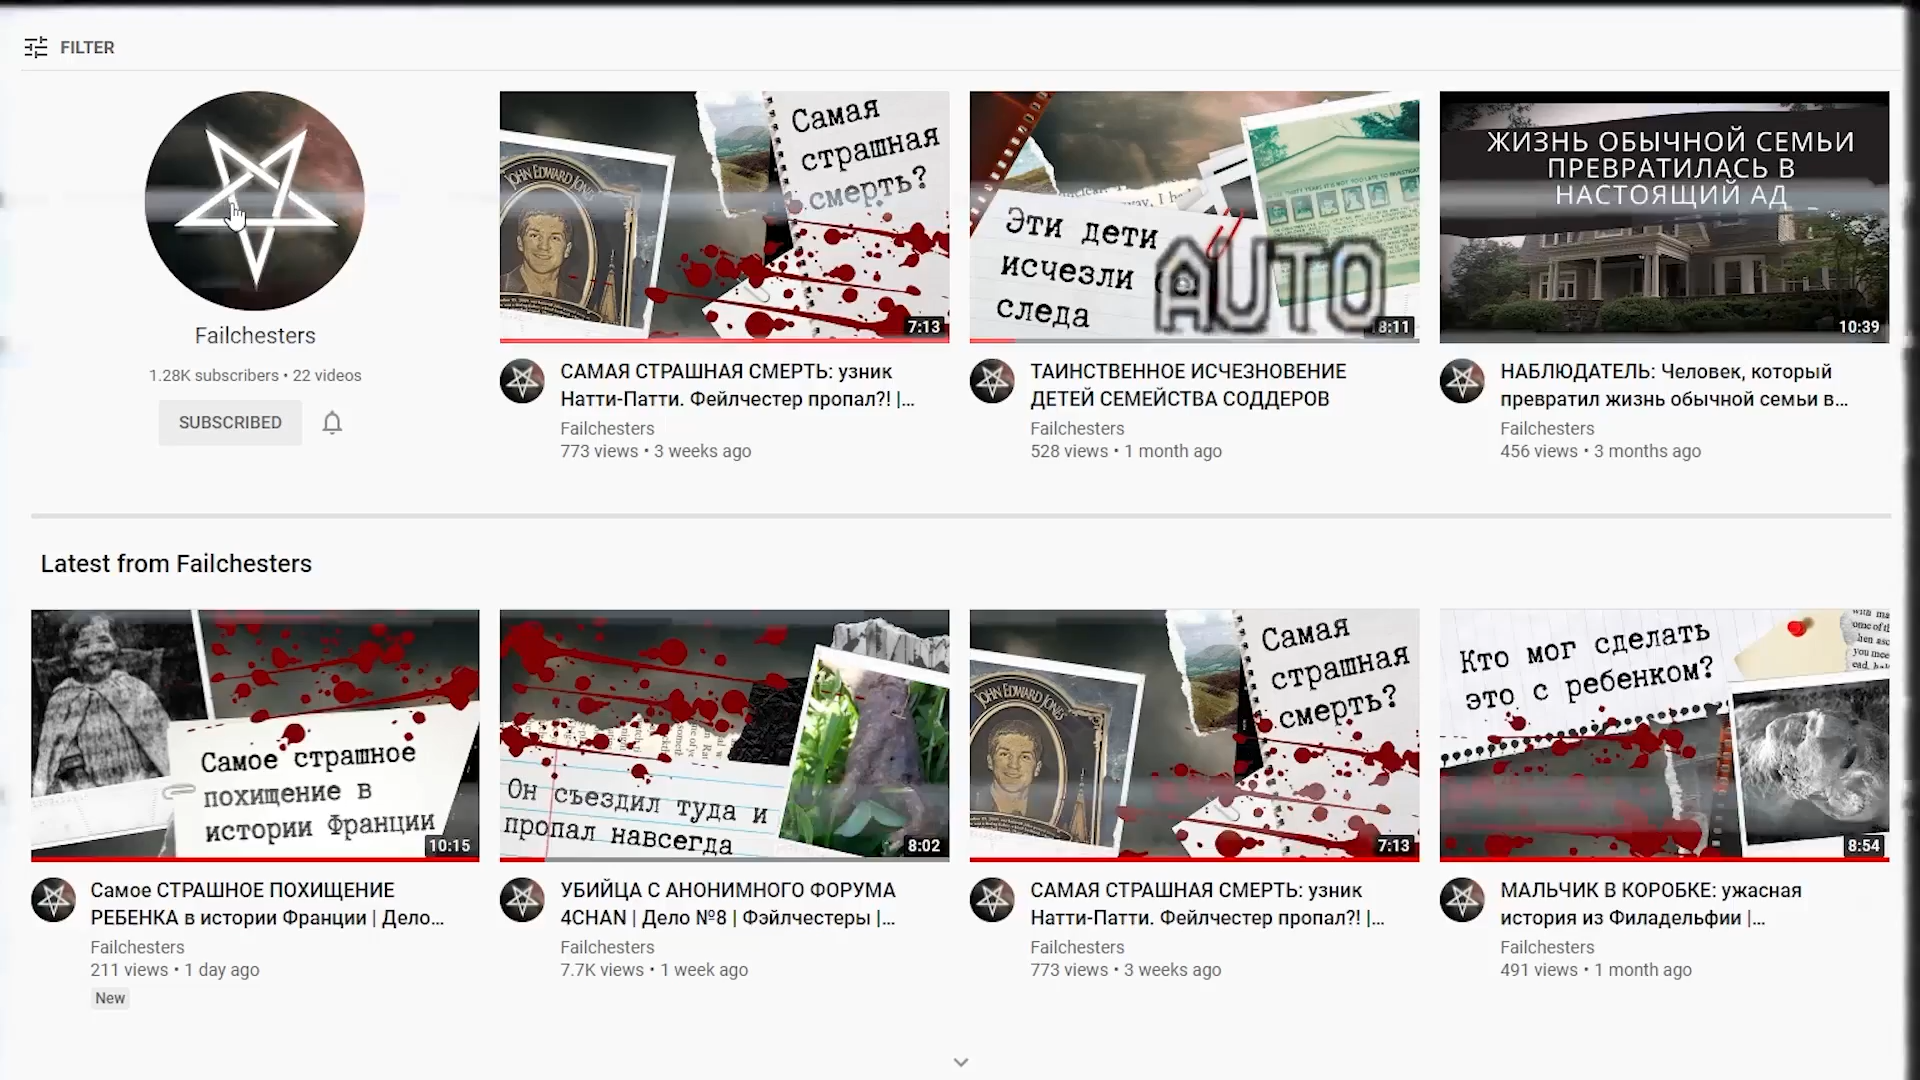 FILTER
Failchesters
1.28K subscribers • 22 videos
SUBSCRIBED
JOHN EDWARD JONES
Самая
страшная
смерть?
7:13
САМАЯ СТРАШНАЯ СМЕРТЬ: узник
Натти-Патти. Фейлчестер пропал?! |...
Failchesters
773 views • 3 weeks ago
Эти дети
исчезли
следа
AUTO
8:11
ТАИНСТВЕННОЕ ИСЧЕЗНОВЕНИЕ
ДЕТЕЙ СЕМЕЙСТВА СОДДЕРОВ
Failchesters
528 views • 1 month ago
ЖИЗНЬ ОБЫЧНОЙ СЕМЬИ
ПРЕВРАТИЛАСЬ В
НАСТОЯЩИЙ АД
10:39
НАБЛЮДАТЕЛЬ: Человек, который
превратил жизнь обычной семьи в...
Failchesters
456 views • 3 months ago
Latest from Failchesters
Самое страшное
похищение в
истории Франции
10:15
Самое СТРАШНОЕ ПОХИЩЕНИЕ
РЕБЕНКА в истории Франции | Дело...
Failchesters
211 views • 1 day ago
New
Он съездил туда и
пропал навсегда
8:02
УБИЙЦА С АНОНИМНОГО ФОРУМА
4CHAN | Дело №8 | Фэйлчестеры |...
Failchesters
7.7K views • 1 week ago
JOHN EDWARD JONES
Самая
страшная
смерть?
7:13
САМАЯ СТРАШНАЯ СМЕРТЬ: узник
Натти-Патти. Фейлчестер пропал?! |...
Failchesters
773 views • 3 weeks ago
Кто мог сделать
это с ребенком?
8:54
МАЛЬЧИК В КОРОБКЕ: ужасная
история из Филадельфии |...
Failchesters
491 views • 1 month ago